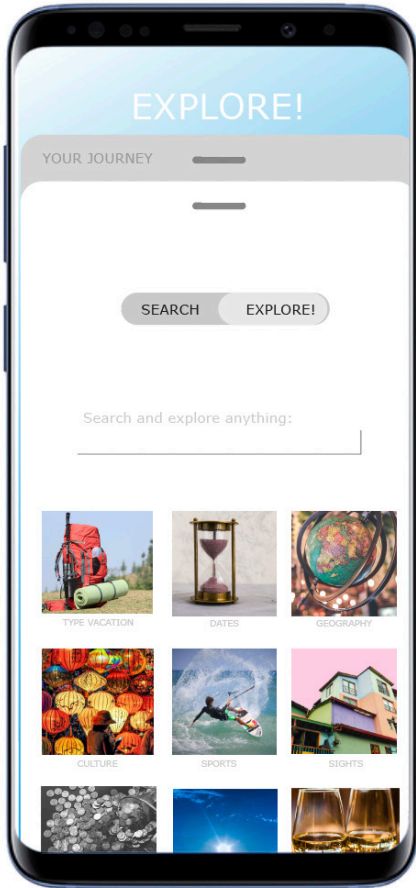 EXPLORE!
YOUR JOURNEY
SEARCH EXPLORE!
Search and explore anything:
TYPE VACATION DATES GEOGRAPHY
CULTURE SPORTS SIGHTS